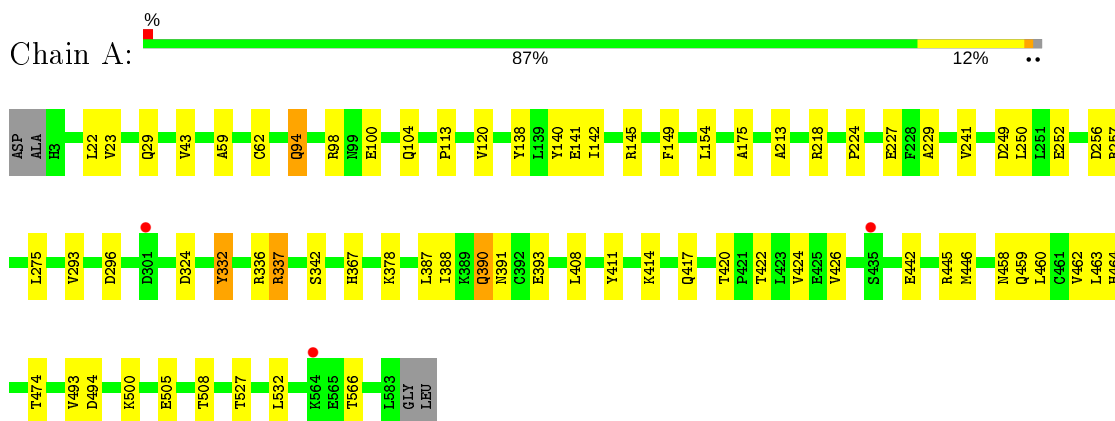 %
Chain A:
87% 12% ••
ASP ALA H3 L22 V23 Q29 V43 A59 C62 Q94 R98 N99 E100 Q104 P113 V120 Y138 L139 Y140 E141 I142 R145 F149 L154 A175 A213 R218 P224 E227 F228 A229 V241 D249 L250 L251 E252 D256
L275 V293 D296 D301 D324 Y332 R336 R337 S342 H367 K378 L387 I388 K389 Q390 N391 C392 E393 L408 Y411 K414 Q417 T420 P421 T422 L423 V424 E425 V426 S435 E442 R445 M446 N458 Q459 L460 C461 V462 L463
T474 V493 D494 K500 E505 T508 T527 L532 K564 E565 T566 L583 GLY LEU